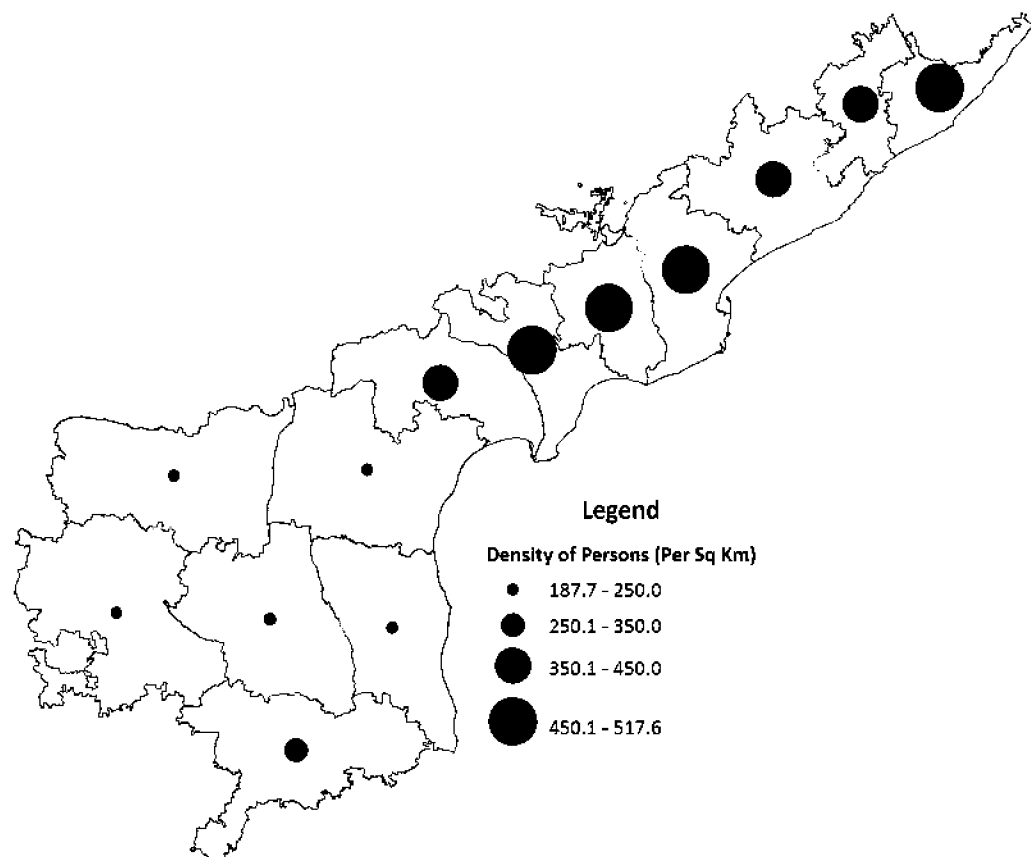 Legend
Density of Persons (Per Sq Km)
187.7 - 250.0
250.1 - 350.0
350.1 - 450.0
450.1 - 517.6